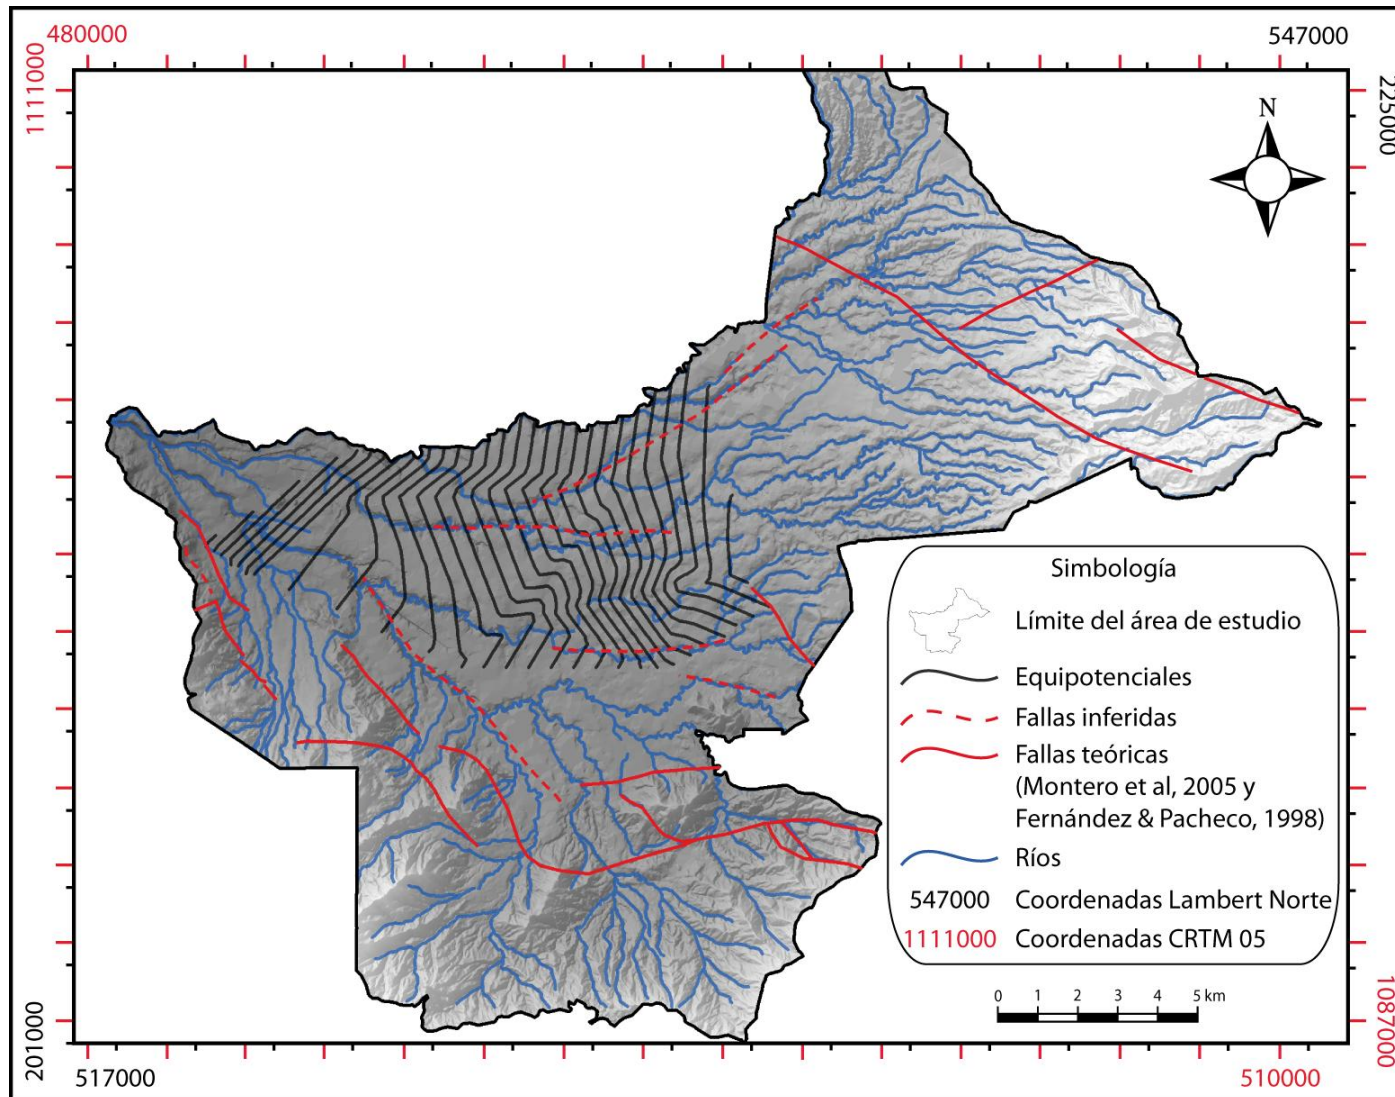 480000
547000
1111000
225000
N
Simbología
Límite del área de estudio
Equipotenciales
Fallas inferidas
Fallas teóricas
(Montero et al, 2005 y
Fernández & Pacheco, 1998)
Ríos
547000 Coordenadas Lambert Norte
1111000 Coordenadas CRTM 05
0 1 2 3 4 5 km
201000
1087000
517000
510000